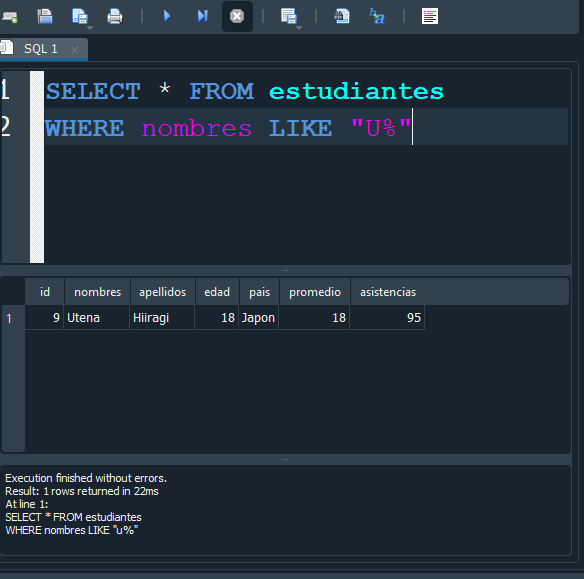 SQL 1
1 SELECT * FROM estudiantes
2 WHERE nombres LIKE "U%"
id nombres apellidos edad pais promedio asistencias
1 9 Utena Hiiragi 18 Japon 18 95
Execution finished without errors.
Result: 1 rows returned in 22ms
At line 1:
SELECT * FROM estudiantes
WHERE nombres LIKE "u%"